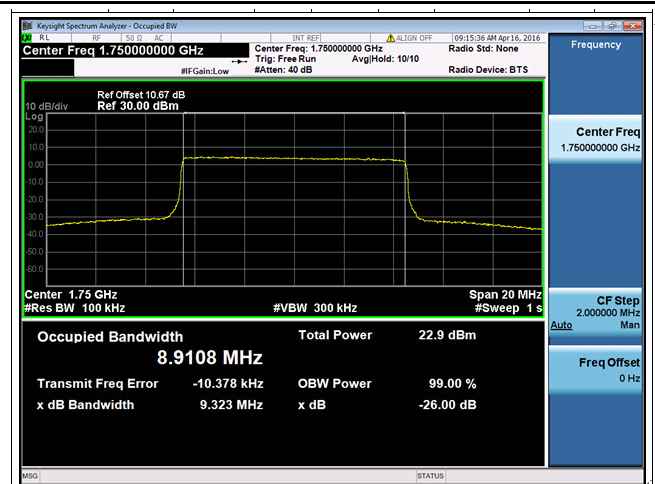 Keysight Spectrum Analyzer - Occupied BW
RL RF 50 Ω AC INT REF ALIGN OFF 09:15:36 AM Apr 16, 2016
Center Freq 1.750000000 GHz
Center Freq: 1.750000000 GHz Radio Std: None
Trig: Free Run Avg|Hold: 10/10
#IFGain:Low #Atten: 40 dB Radio Device: BTS
Ref Offset 10.67 dB
10 dB/div Ref 30.00 dBm
Log
20.0
10.0
0.00
-10.0
-20.0
-30.0
-40.0
-50.0
-60.0
Center 1.75 GHz Span 20 MHz
#Res BW 100 kHz #VBW 300 kHz #Sweep 1 s
Occupied Bandwidth Total Power 22.9 dBm
8.9108 MHz
Transmit Freq Error -10.378 kHz OBW Power 99.00 %
x dB Bandwidth 9.323 MHz x dB -26.00 dB
MSG STATUS
Frequency
Center Freq
1.750000000 GHz
CF Step
2.000000 MHz
Auto Man
Freq Offset
0 Hz